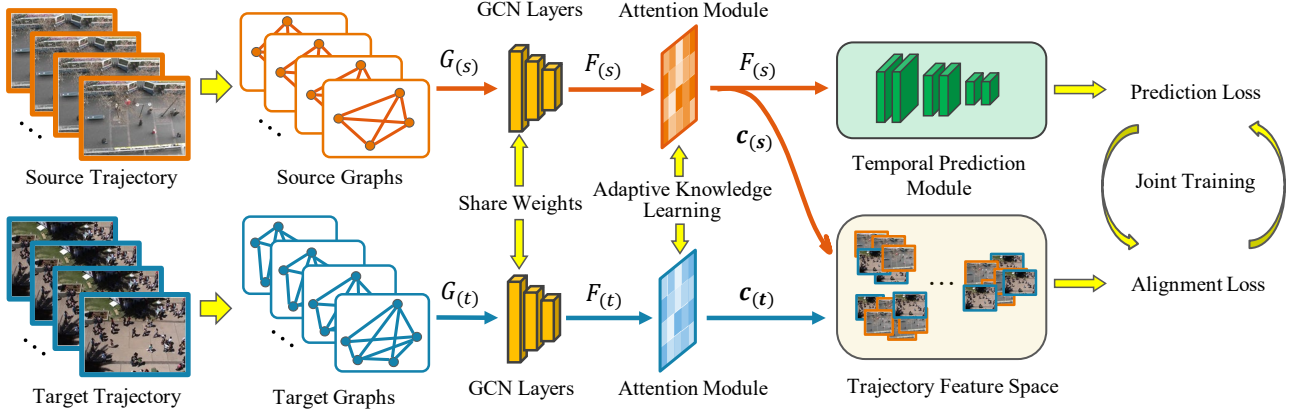 GCN Layers
Attention Module
G(s)
F(s)
F(s)
c(s)
Prediction Loss
Source Trajectory
Source Graphs
Share Weights
Adaptive Knowledge
Learning
Temporal Prediction
Module
Joint Training
G(t)
F(t)
c(t)
Alignment Loss
Target Trajectory
Target Graphs
GCN Layers
Attention Module
Trajectory Feature Space